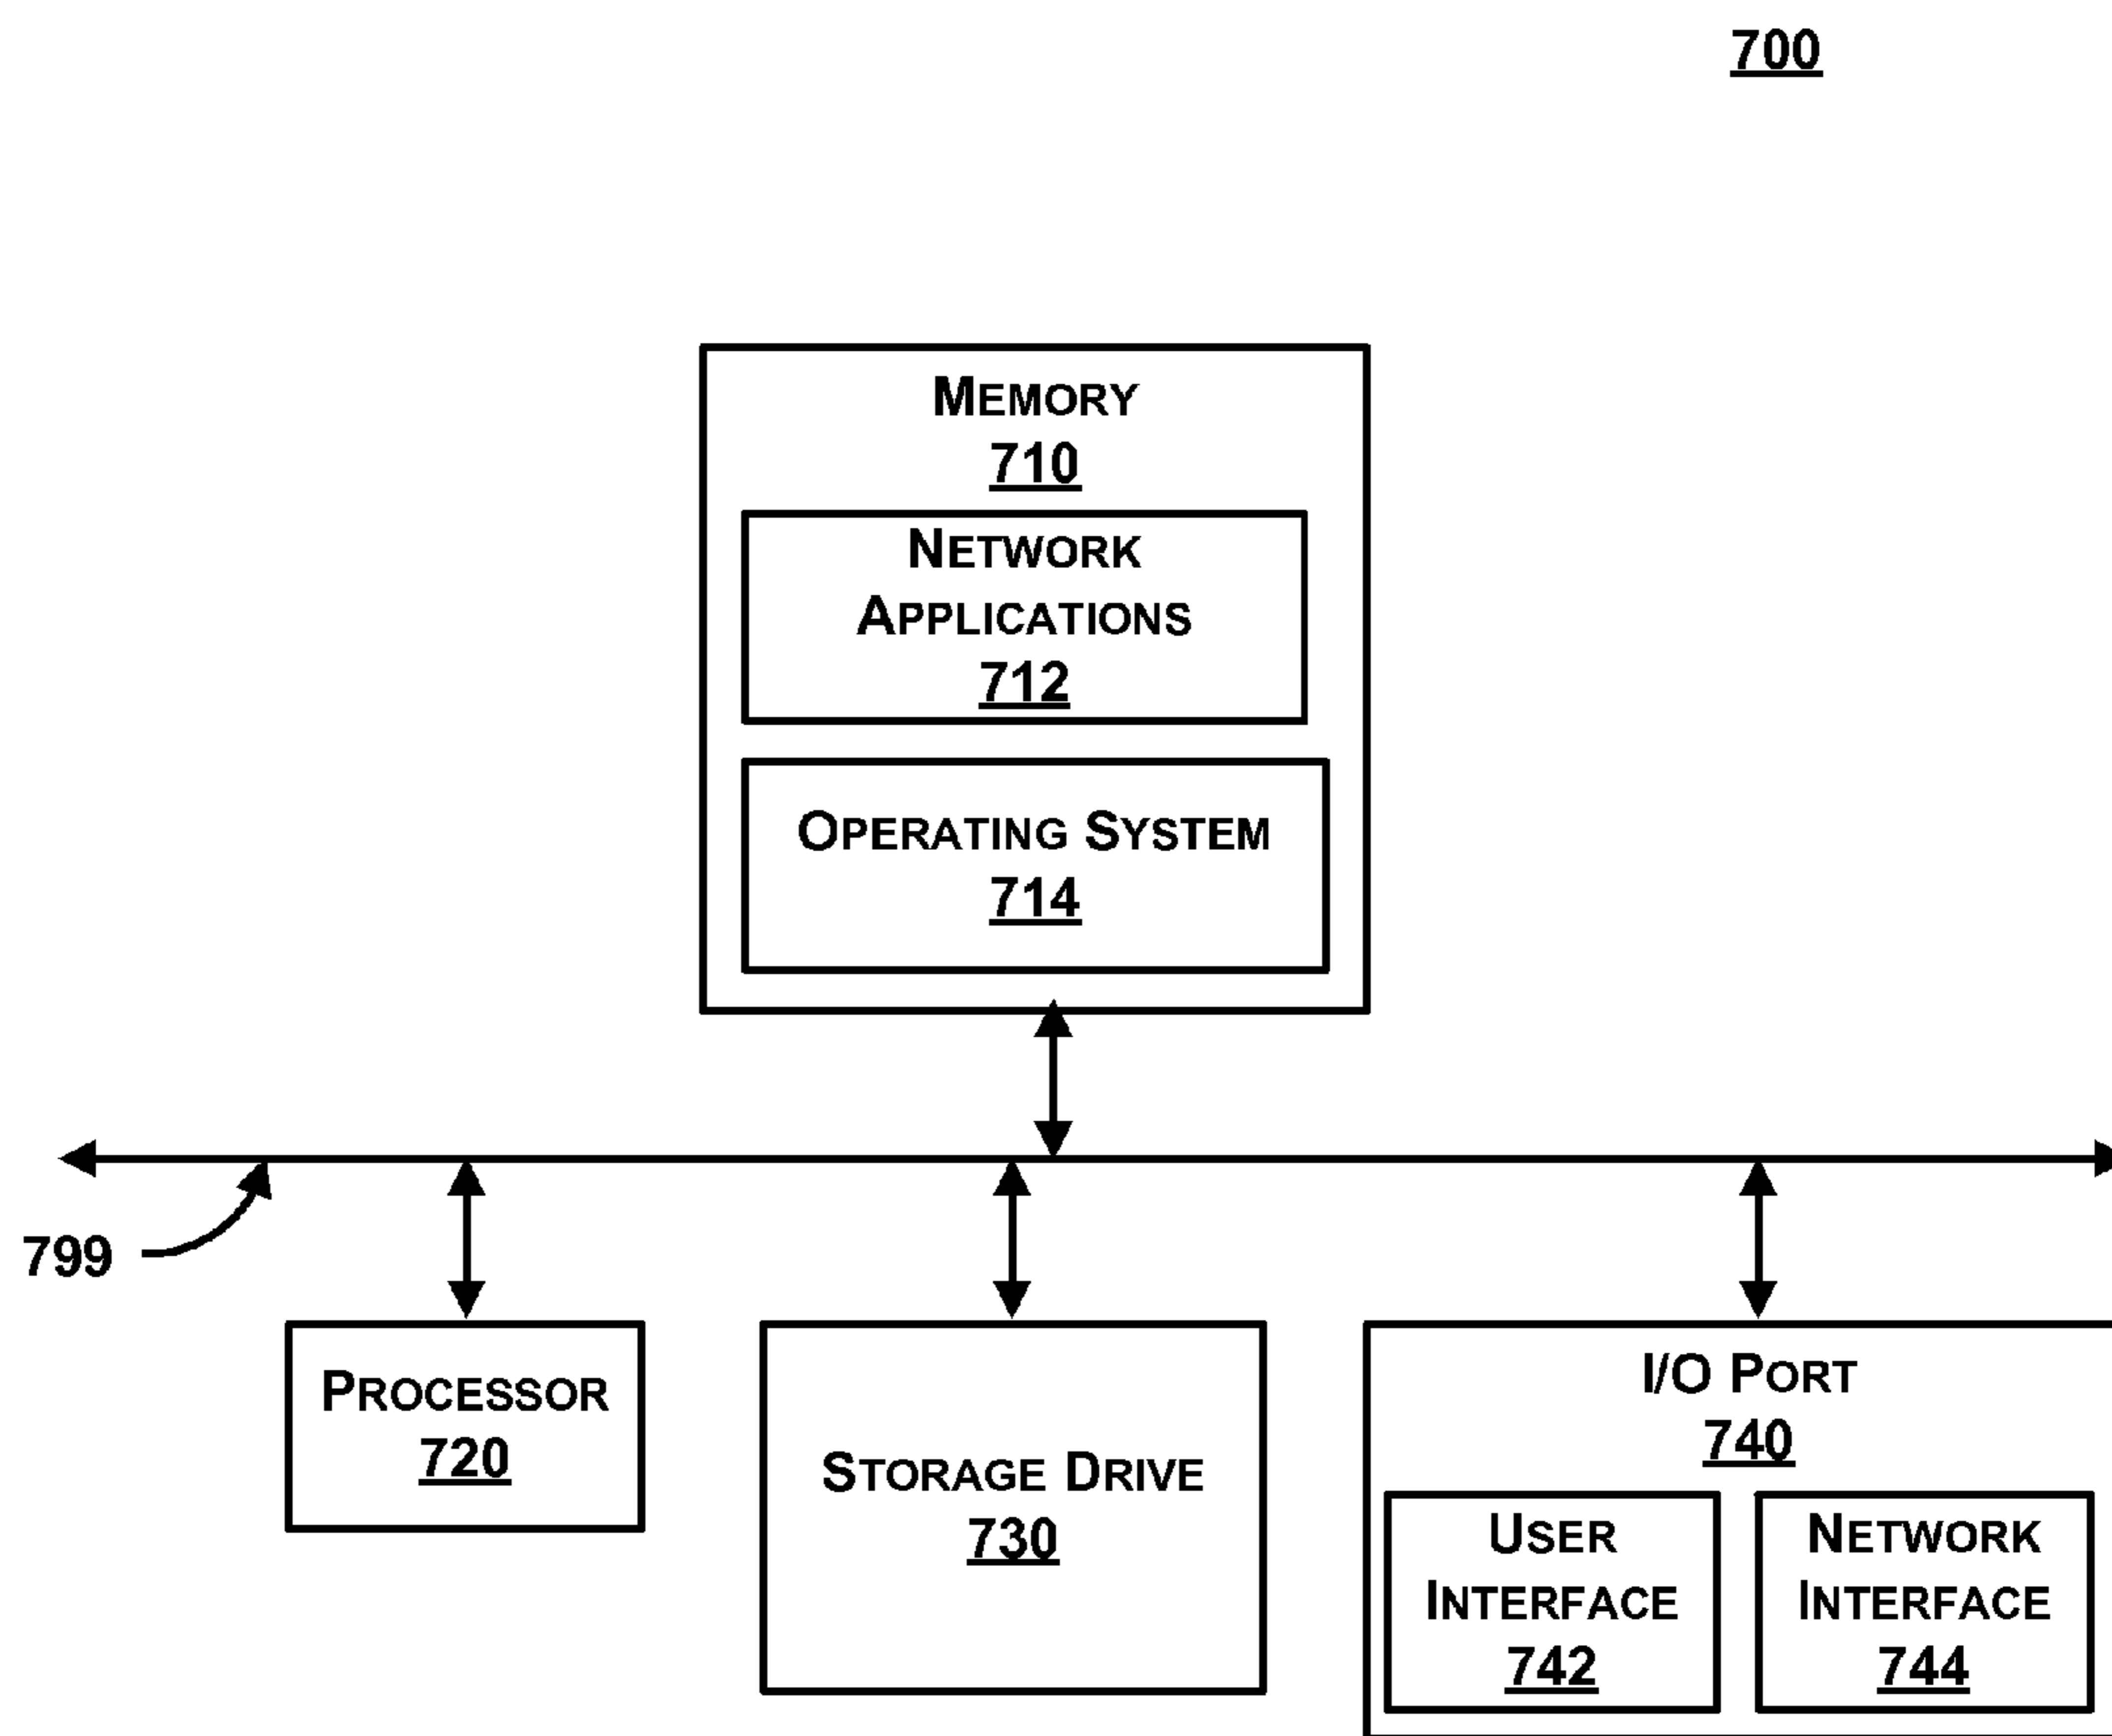 700
MEMORY
710
NETWORK
APPLICATIONS
712
OPERATING SYSTEM
714
799
PROCESSOR
720
STORAGE DRIVE
730
I/O PORT
740
USER
INTERFACE
742
NETWORK
INTERFACE
744